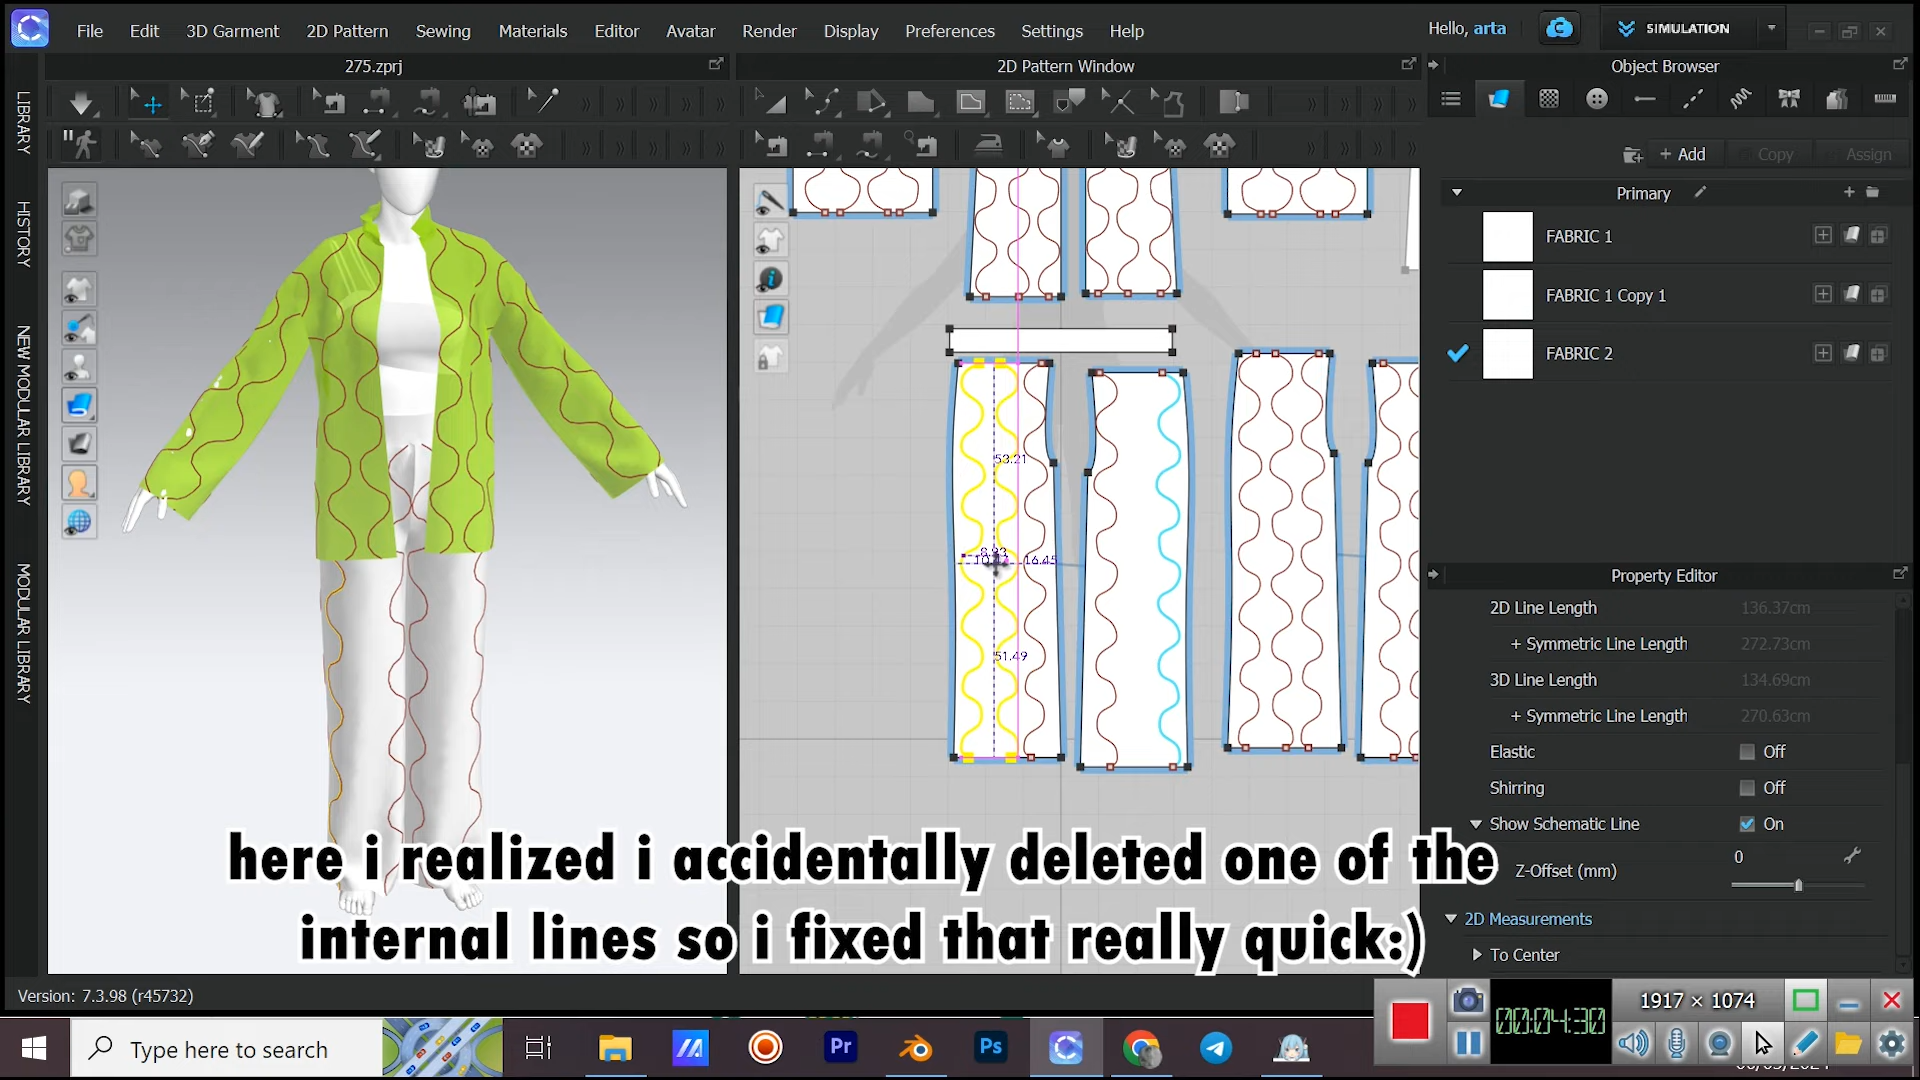 File Edit 3D Garment 2D Pattern Sewing Materials Editor Avatar Render Display Preferences Settings Help
Hello, arta
SIMULATION
275.zprj
2D Pattern Window
Object Browser
LIBRARY
HISTORY
NEW MODULAR LIBRARY
MODULAR LIBRARY
+ Add Copy Assign
Primary
FABRIC 1
FABRIC 1 Copy 1
FABRIC 2
53.21
8.93
16.45
51.49
Property Editor
2D Line Length 136.37cm
+ Symmetric Line Length 272.73cm
3D Line Length 134.69cm
+ Symmetric Line Length 270.63cm
Elastic Off
Shirring Off
Show Schematic Line On
Z-Offset (mm) 0
2D Measurements
To Center
here i realized i accidentally deleted one of the
internal lines so i fixed that really quick:)
Version: 7.3.98 (r45732)
00:04:30
1917 × 1074
Type here to search
Pr
Ps